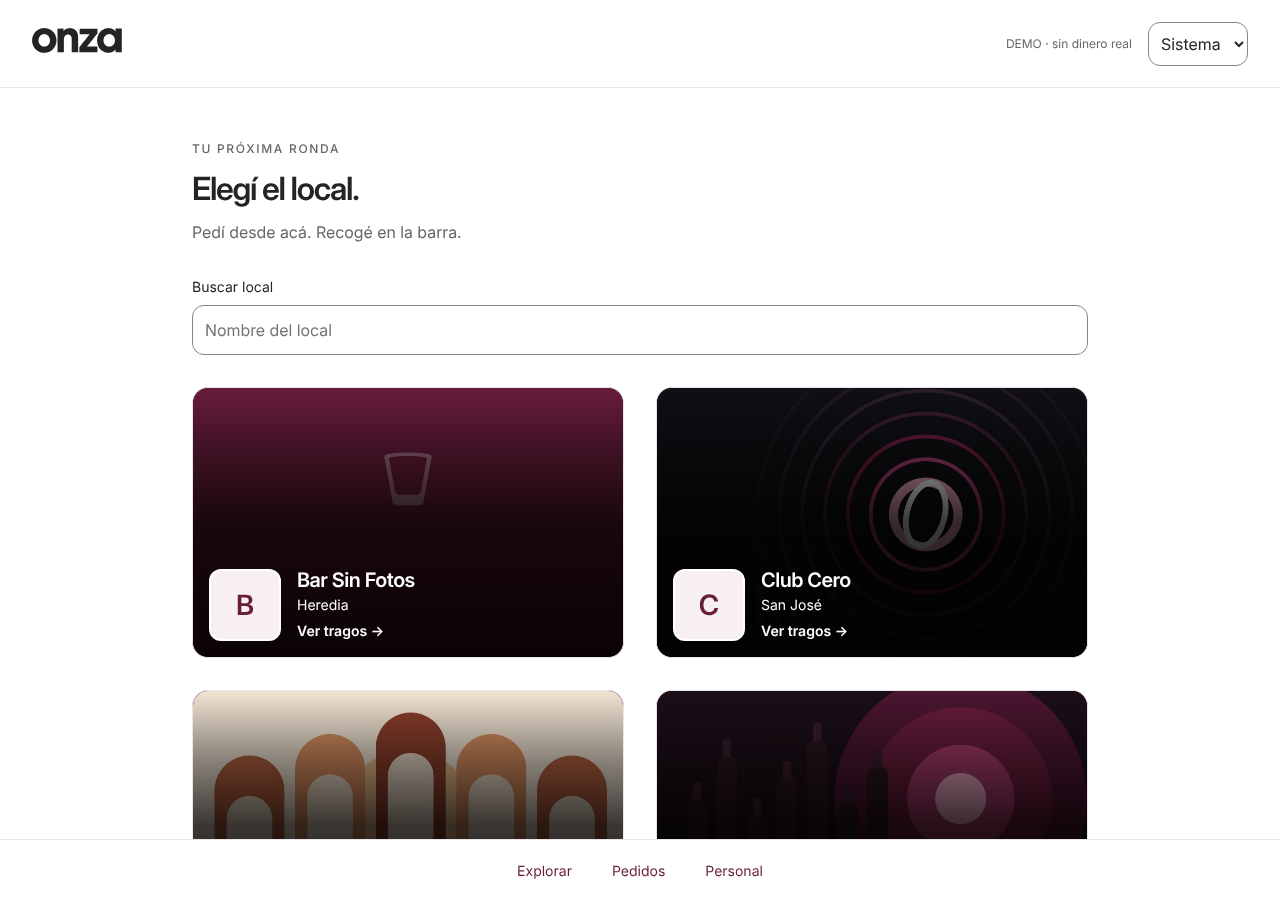 onza
DEMO · sin dinero real
Sistema
TU PRÓXIMA RONDA
Elegí el local.
Pedí desde acá. Recogé en la barra.
Buscar local
Nombre del local
B
Bar Sin Fotos
Heredia
Ver tragos →
C
Club Cero
San José
Ver tragos →
Explorar
Pedidos
Personal